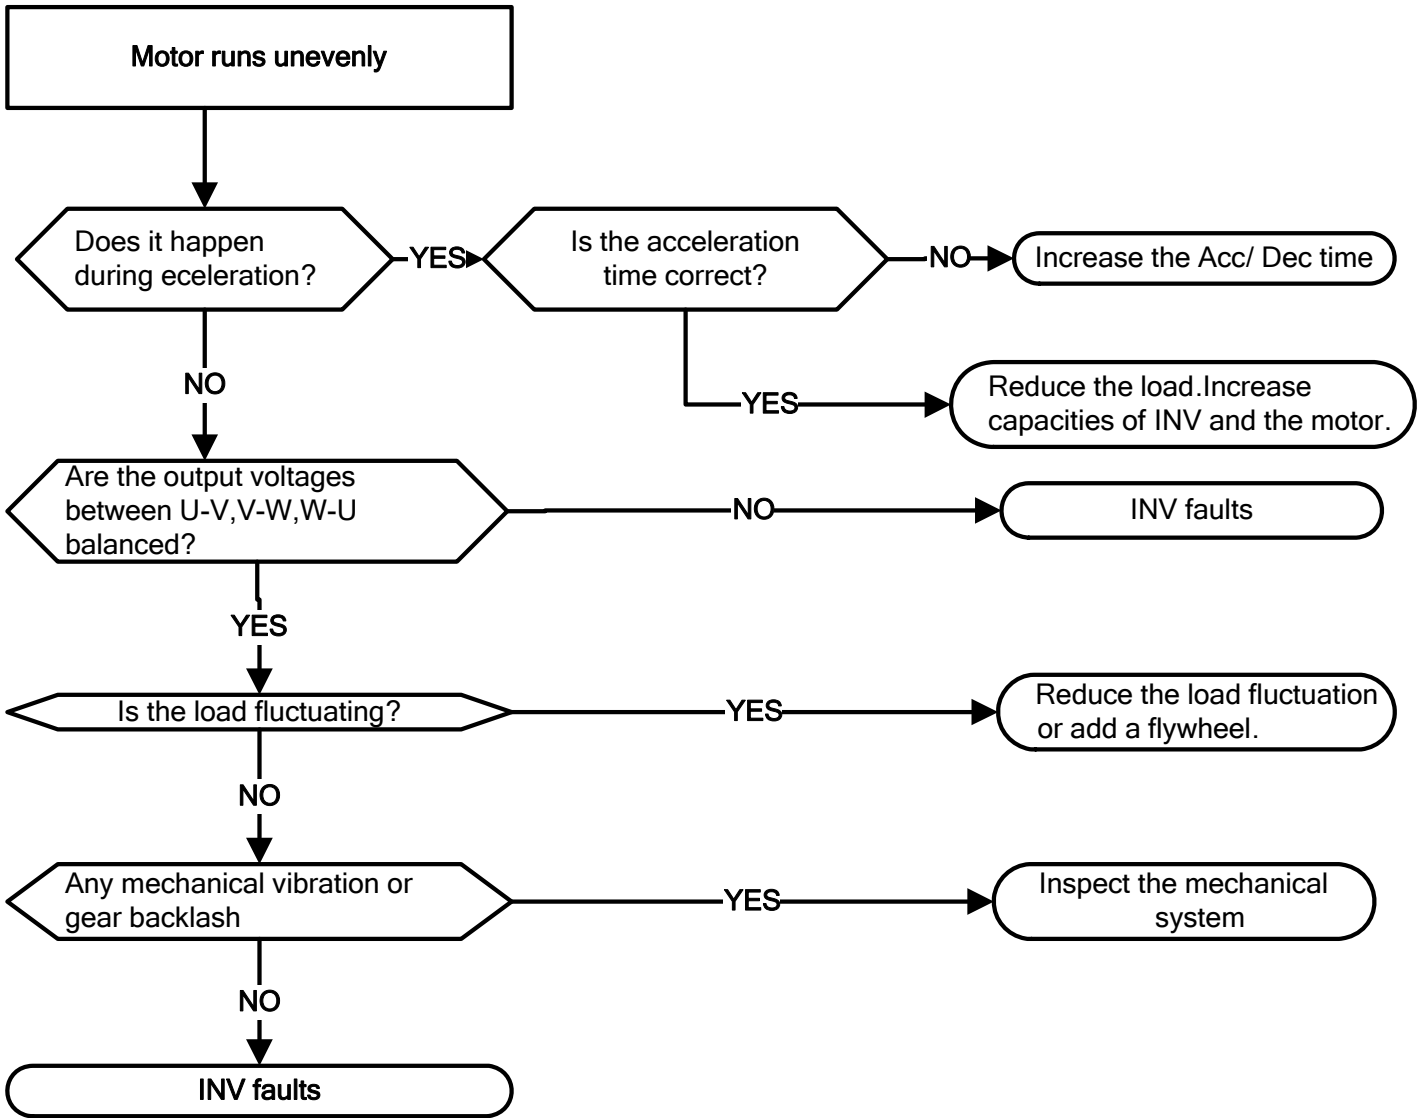 Motor runs unevenly
Does it happen
during eceleration?
YES
Is the acceleration
time correct?
NO
Increase the Acc/ Dec time
NO
YES
Reduce the load.Increase
capacities of INV and the motor.
Are the output voltages
between U-V,V-W,W-U
balanced?
NO
INV faults
YES
Is the load fluctuating?
YES
Reduce the load fluctuation
or add a flywheel.
NO
Any mechanical vibration or
gear backlash
YES
Inspect the mechanical
system
NO
INV faults